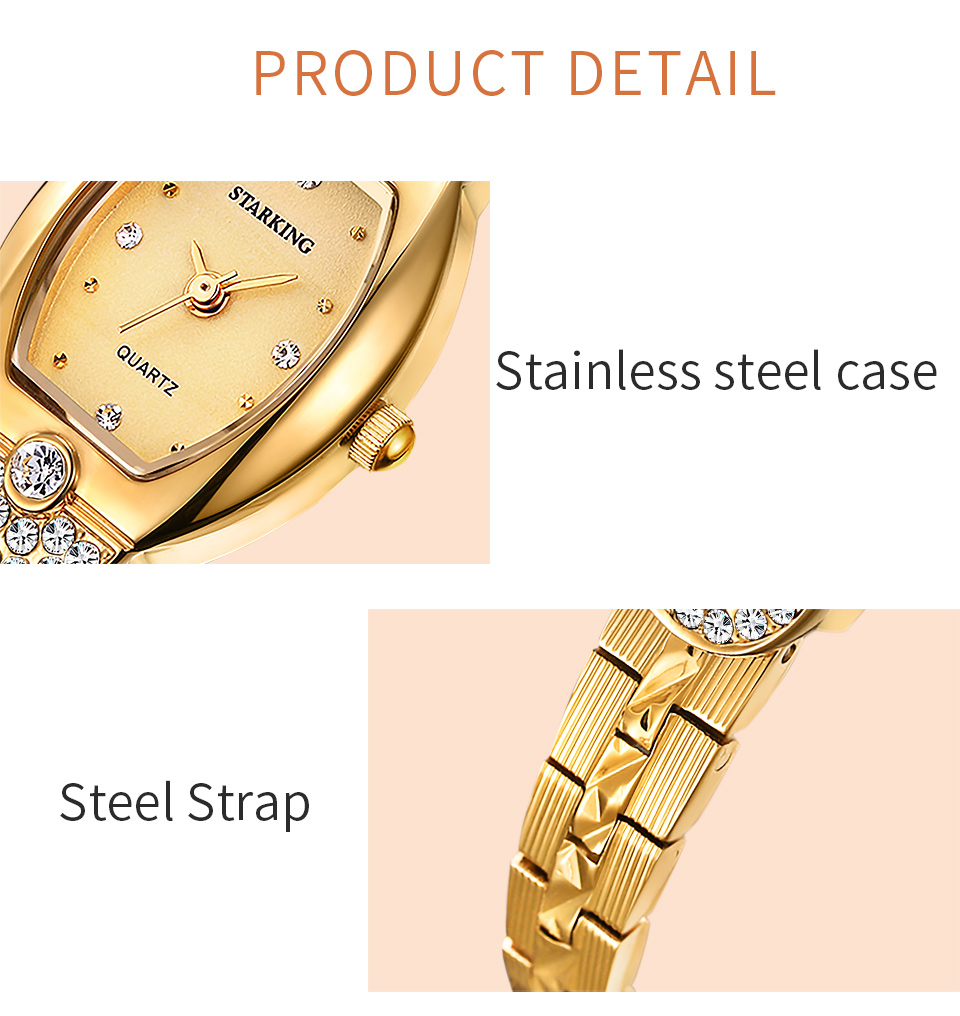 PRODUCT DETAIL
STARKING
QUARTZ
Stainless steel case
Steel Strap